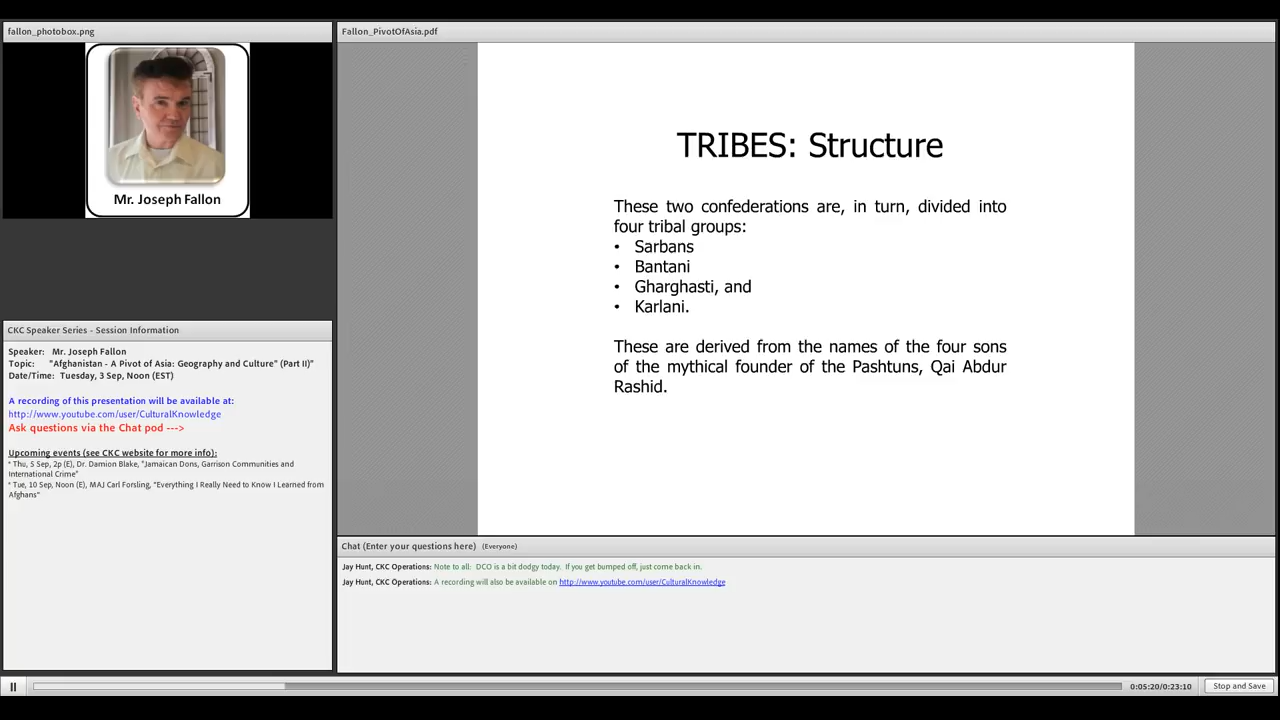 fallon_photobox.png
Mr. Joseph Fallon
CKC Speaker Series - Session Information
Speaker: Mr. Joseph Fallon
Topic: "Afghanistan - A Pivot of Asia: Geography and Culture" (Part II)"
Date/Time: Tuesday, 3 Sep, Noon (EST)
A recording of this presentation will be available at:
http://www.youtube.com/user/CulturalKnowledge
Ask questions via the Chat pod --->
Upcoming events (see CKC website for more info):
* Thu, 5 Sep, 2p (E), Dr. Damion Blake, "Jamaican Dons, Garrison Communities and
International Crime"
* Tue, 10 Sep, Noon (E), MAJ Carl Forsling, "Everything I Really Need to Know I Learned from
Afghans"
Fallon_PivotOfAsia.pdf
TRIBES: Structure
These two confederations are, in turn, divided into
four tribal groups:
• Sarbans
• Bantani
• Gharghasti, and
• Karlani.
These are derived from the names of the four sons
of the mythical founder of the Pashtuns, Qai Abdur
Rashid.
Chat (Enter your questions here) (Everyone)
Jay Hunt, CKC Operations: Note to all: DCO is a bit dodgy today. If you get bumped off, just come back in.
Jay Hunt, CKC Operations: A recording will also be available on http://www.youtube.com/user/CulturalKnowledge
0:05:20/0:23:10
Stop and Save